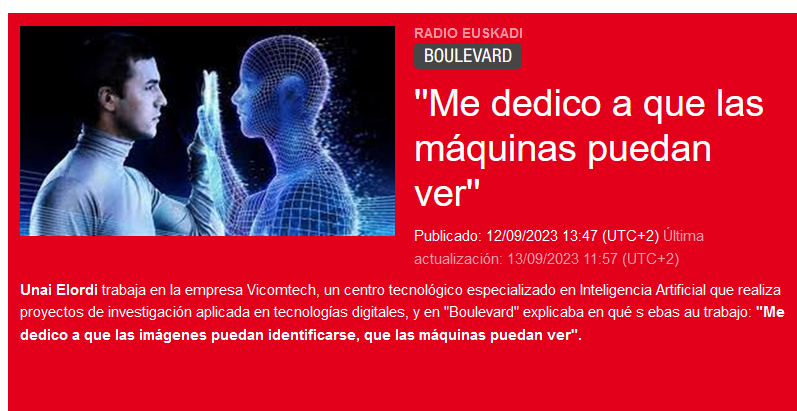 RADIO EUSKADI
BOULEVARD
"Me dedico a que las
máquinas puedan
ver"
Publicado: 12/09/2023 13:47 (UTC+2) Última
actualización: 13/09/2023 11:57 (UTC+2)
Unai Elordi trabaja en la empresa Vicomtech, un centro tecnológico especializado en Inteligencia Artificial que realiza
proyectos de investigación aplicada en tecnologías digitales, y en "Boulevard" explicaba en qué s ebas au trabajo: "Me
dedico a que las imágenes puedan identificarse, que las máquinas puedan ver".